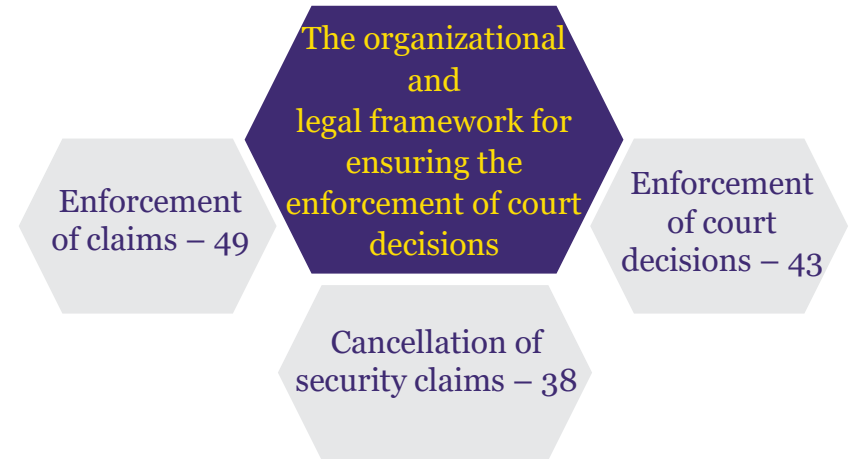 The organizational
and
legal framework for
ensuring the
enforcement of court
decisions
Enforcement
of claims – 49
Enforcement
of court
decisions – 43
Cancellation of
security claims – 38